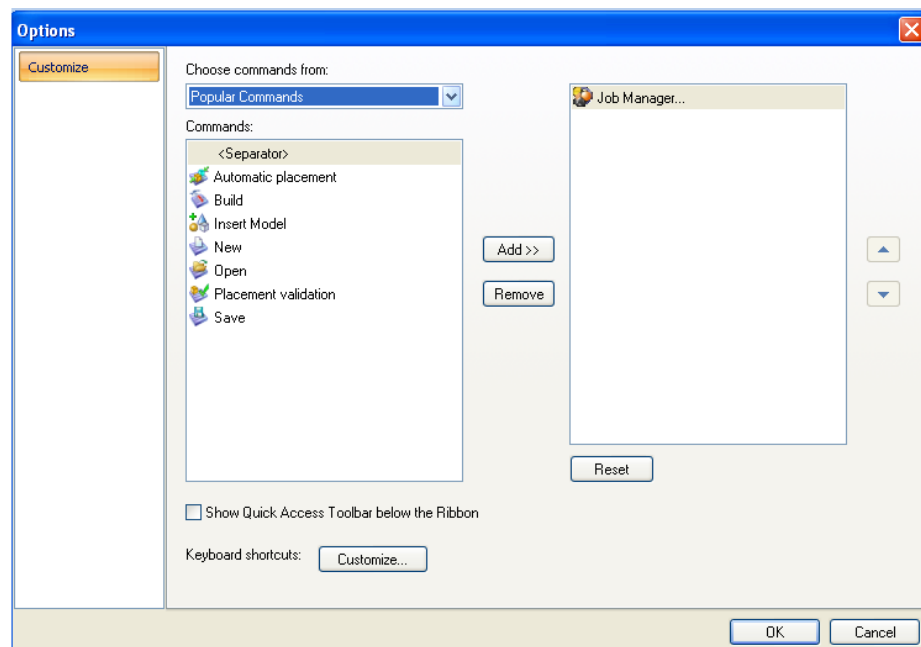 Options
Customize
Choose commands from:
Popular Commands
Commands:
<Separator>
Automatic placement
Build
Insert Model
New
Open
Placement validation
Save
Add >>
Remove
Job Manager...
Reset
Show Quick Access Toolbar below the Ribbon
Keyboard shortcuts: Customize...
OK Cancel